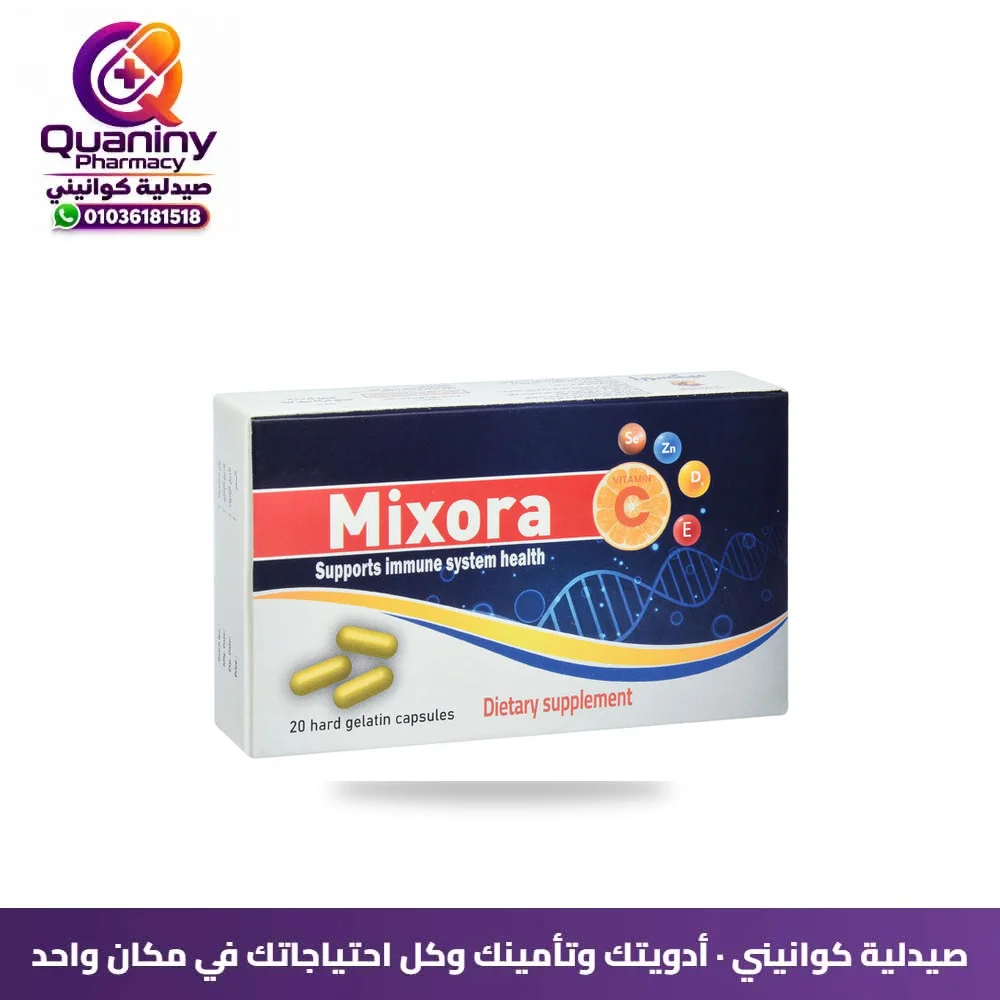 Quaniny
Pharmacy
صيدلية كوانيني
01036181518
Se
Zn
VITAMIN
C
D
E
Mixora
Supports immune system health
20 hard gelatin capsules
Dietary supplement
صيدلية كوانيني · أدويتك وتأمينك وكل احتياجاتك في مكان واحد